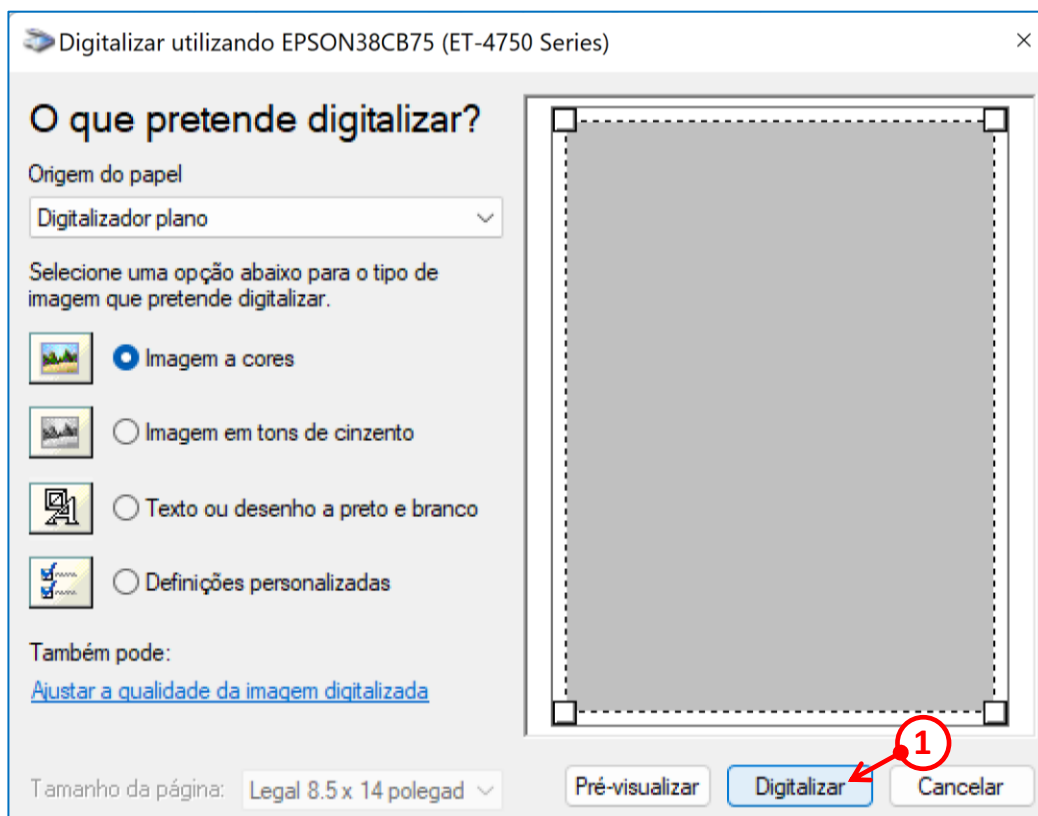 Digitalizar utilizando EPSON38CB75 (ET-4750 Series)
O que pretende digitalizar?
Origem do papel
Digitalizador plano
Selecione uma opção abaixo para o tipo de
imagem que pretende digitalizar.
Imagem a cores
Imagem em tons de cinzento
Texto ou desenho a preto e branco
Definições personalizadas
Também pode:
Ajustar a qualidade da imagem digitalizada
Tamanho da página: Legal 8.5 x 14 polegad
Pré-visualizar Digitalizar Cancelar
1